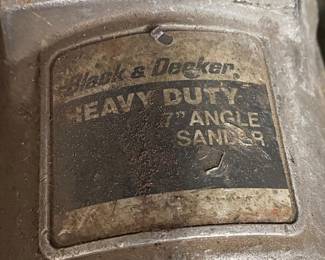 Black & Decker®
HEAVY DUTY
7" ANGLE
SANDER